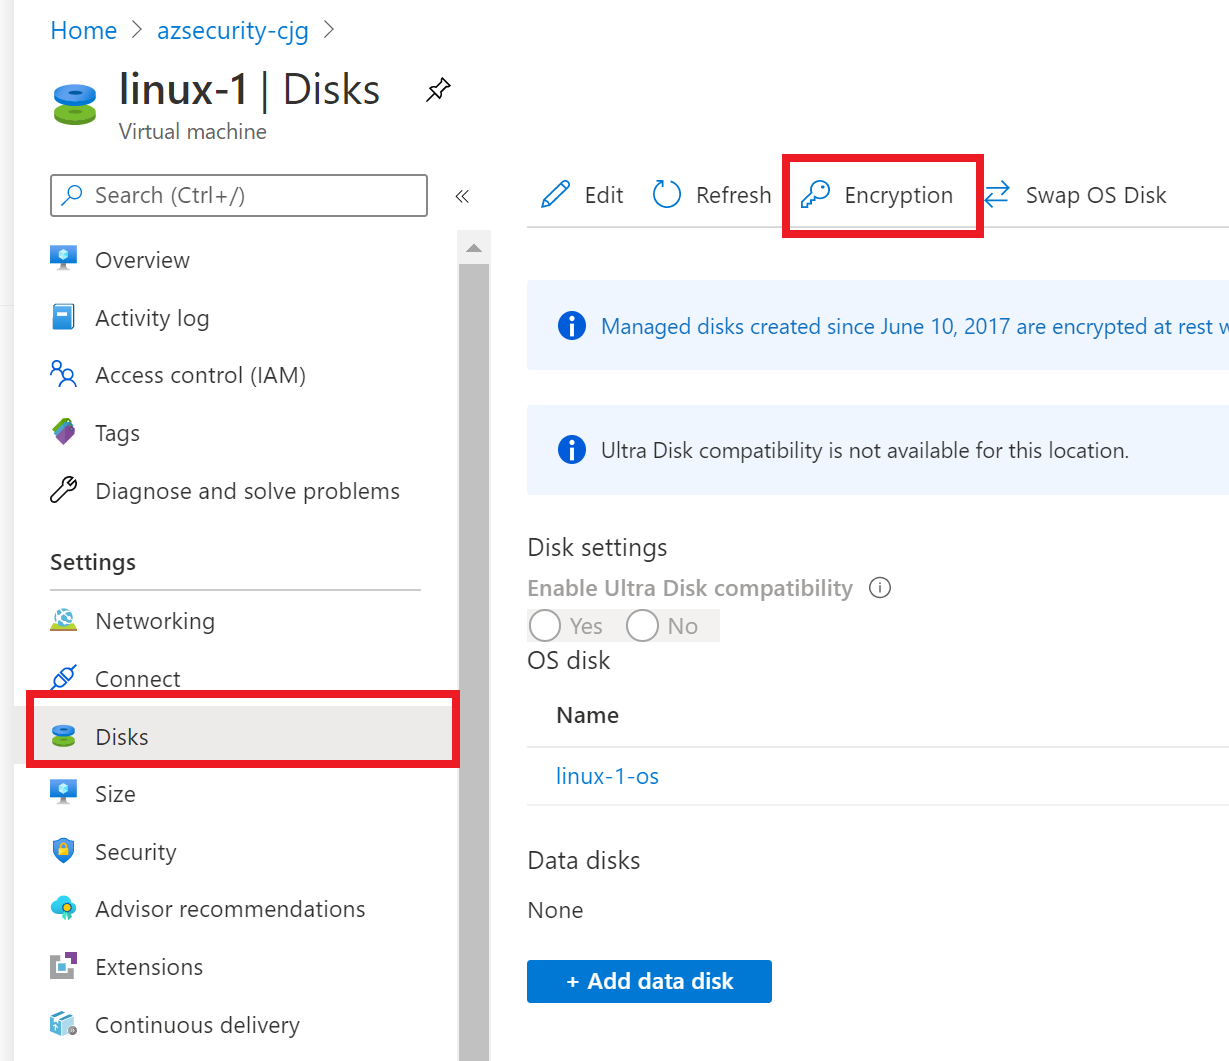 Home > azsecurity-cjg >
linux-1 | Disks
Virtual machine
Search (Ctrl+/)
«
Edit
Refresh
Encryption
Swap OS Disk
Overview
Activity log
Access control (IAM)
Tags
Diagnose and solve problems
Settings
Networking
Connect
Disks
Size
Security
Advisor recommendations
Extensions
Continuous delivery
Managed disks created since June 10, 2017 are encrypted at rest
Ultra Disk compatibility is not available for this location.
Disk settings
Enable Ultra Disk compatibility
Yes No
OS disk
Name
linux-1-os
Data disks
None
+ Add data disk